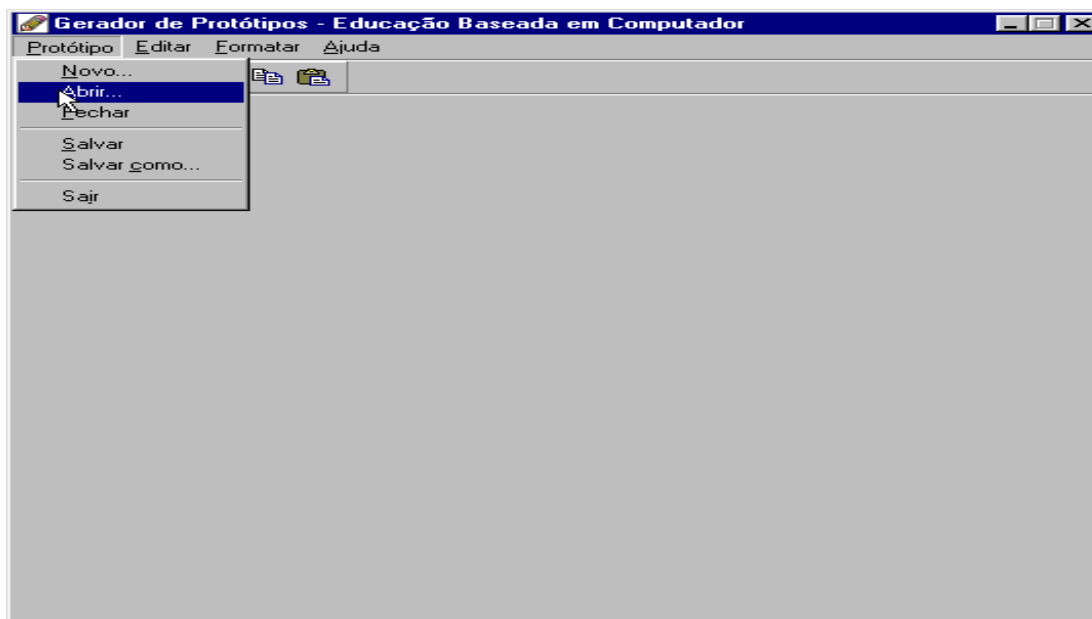 Gerador de Protótipos - Educação Baseada em Computador
Protótipo Editar Formatar Ajuda
Novo...
Abrir...
Fechar
Salvar
Salvar como...
Sair